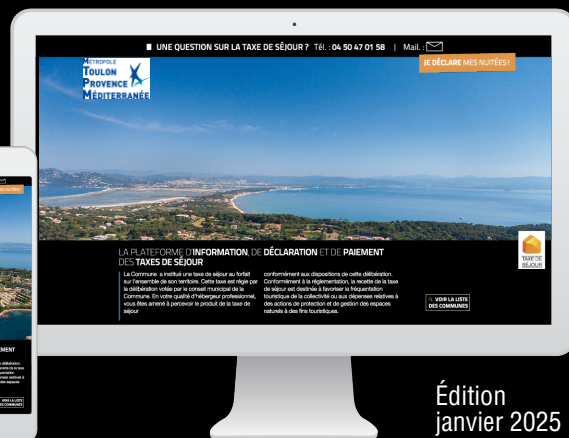 ■ UNE QUESTION SUR LA TAXE DE SÉJOUR ? Tél. : 04 50 47 01 58 | Mail. :
JE DÉCLARE MES NUITÉES !
MÉTROPOLE
TOULON
PROVENCE
MÉDITERRANÉE
LA PLATEFORME D'INFORMATION, DE DÉCLARATION ET DE PAIEMENT
DES TAXES DE SÉJOUR
La Commune a institué une taxe de séjour au forfait
sur l'ensemble de son territoire. Cette taxe est régie par
la délibération votée par le conseil municipal de la
Commune. En votre qualité d'hébergeur professionnel,
vous êtes amené à percevoir le produit de la taxe de
séjour
conformément aux dispositions de cette délibération.
Conformément à la règlementation, la recette de la taxe
de séjour est destinée à favoriser la fréquentation
touristique de la collectivité ou aux dépenses relatives à
des actions de protection et de gestion des espaces
naturels à des fins touristiques.
TAXE DE
SÉJOUR
VOIR LA LISTE
DES COMMUNES
VOIR LA LISTE
DES COMMUNES
Édition
janvier 2025